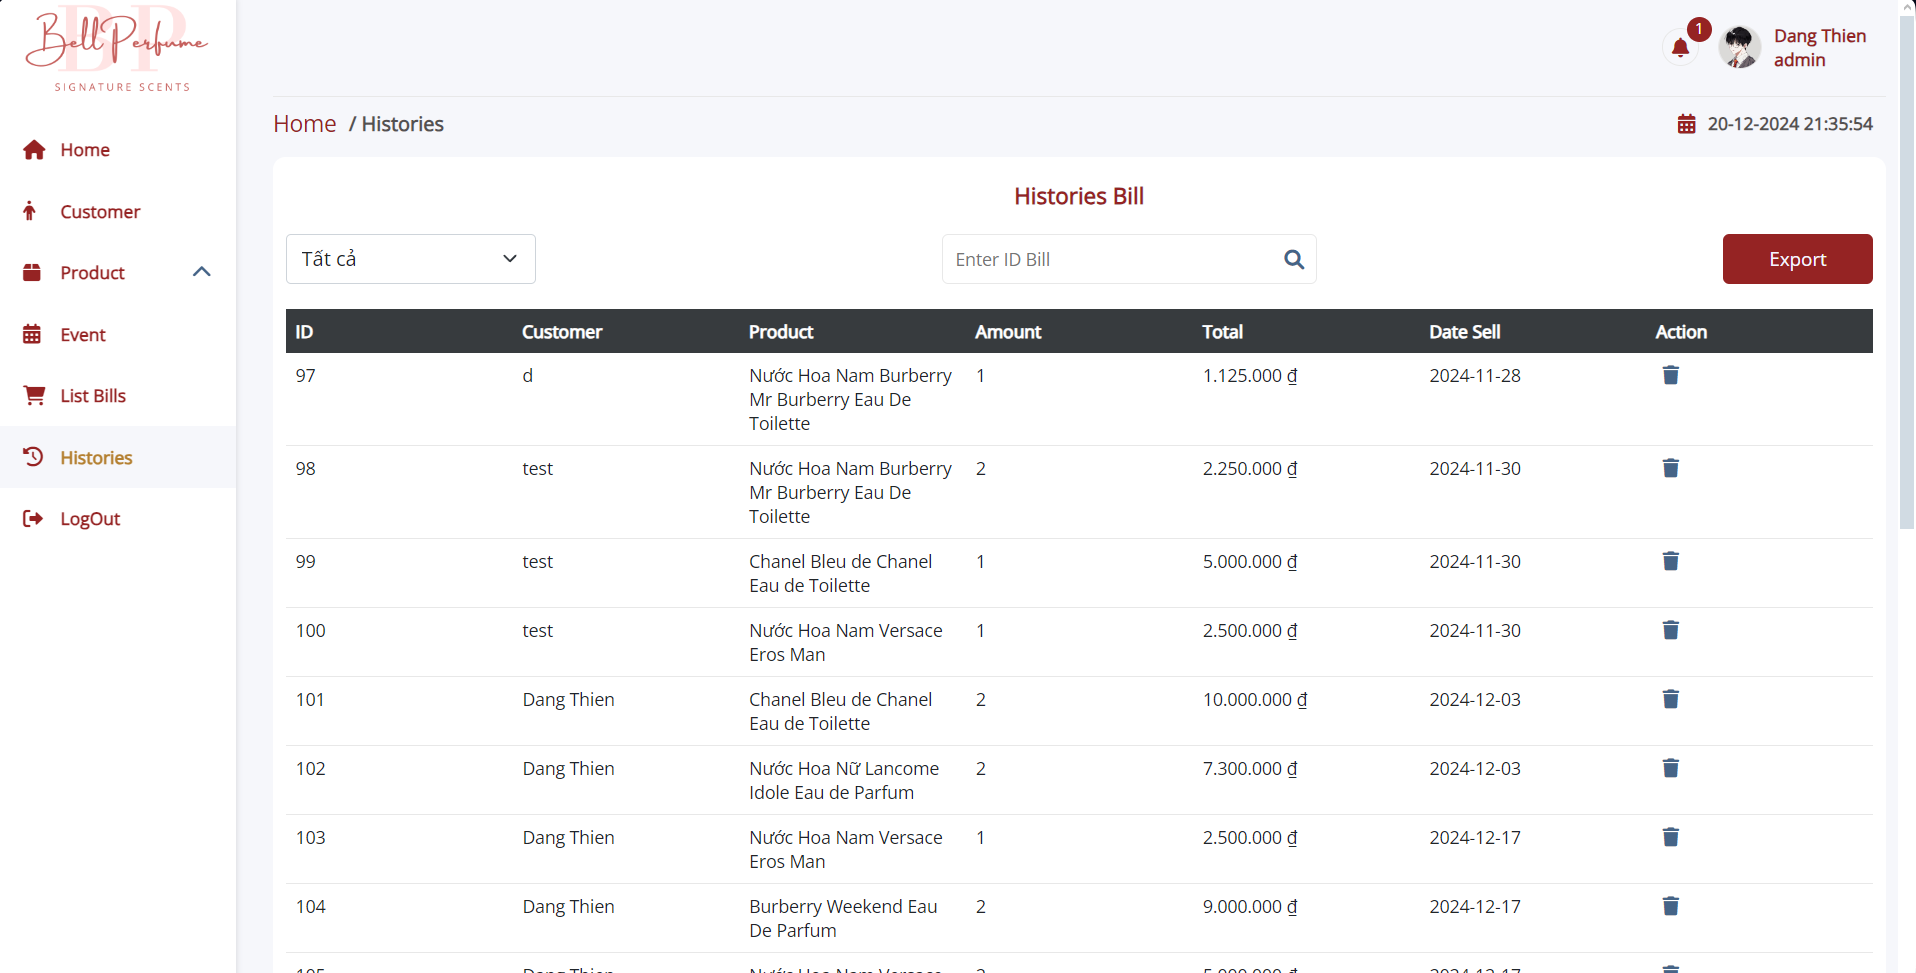 BP
Bell Perfume
SIGNATURE SCENTS
Home
Customer
Product
Event
List Bills
Histories
LogOut
1
Dang Thien
admin
Home / Histories
20-12-2024 21:35:54
Histories Bill
Tất cả
Enter ID Bill
Export
ID Customer Product Amount Total Date Sell Action
97 d Nước Hoa Nam Burberry 1 1.125.000 ₫ 2024-11-28
Mr Burberry Eau De
Toilette
98 test Nước Hoa Nam Burberry 2 2.250.000 ₫ 2024-11-30
Mr Burberry Eau De
Toilette
99 test Chanel Bleu de Chanel 1 5.000.000 ₫ 2024-11-30
Eau de Toilette
100 test Nước Hoa Nam Versace 1 2.500.000 ₫ 2024-11-30
Eros Man
101 Dang Thien Chanel Bleu de Chanel 2 10.000.000 ₫ 2024-12-03
Eau de Toilette
102 Dang Thien Nước Hoa Nữ Lancome 2 7.300.000 ₫ 2024-12-03
Idole Eau de Parfum
103 Dang Thien Nước Hoa Nam Versace 1 2.500.000 ₫ 2024-12-17
Eros Man
104 Dang Thien Burberry Weekend Eau 2 9.000.000 ₫ 2024-12-17
De Parfum